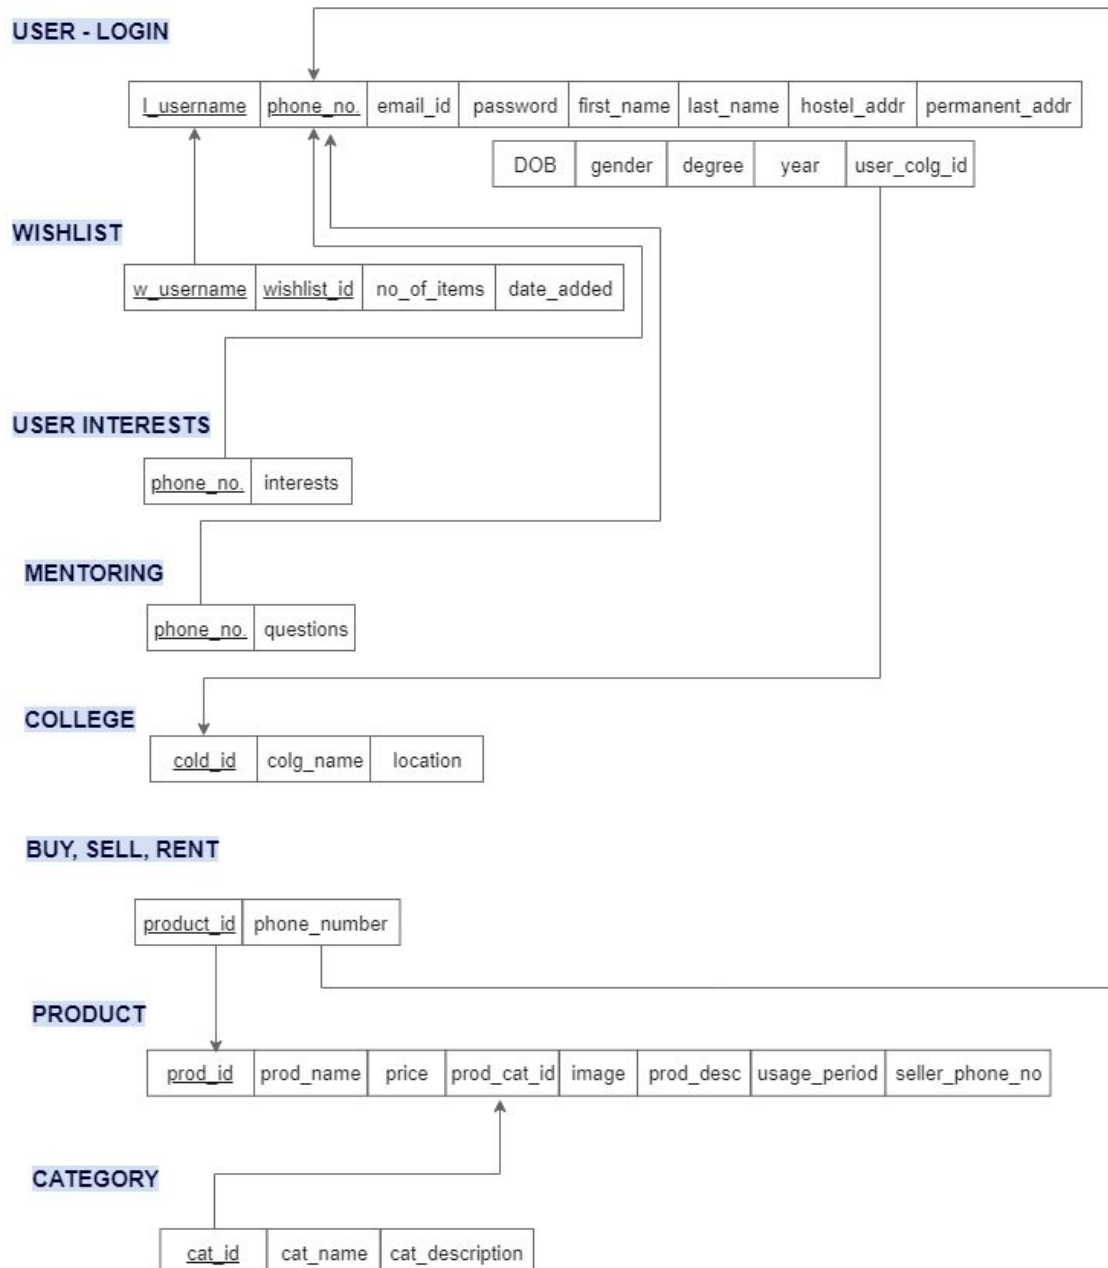 USER - LOGIN
l_username phone_no. email_id password first_name last_name hostel_addr permanent_addr
DOB gender degree year user_colg_id
WISHLIST
w_username wishlist_id no_of_items date_added
USER INTERESTS
phone_no. interests
MENTORING
phone_no. questions
COLLEGE
cold_id colg_name location
BUY, SELL, RENT
product_id phone_number
PRODUCT
prod_id prod_name price prod_cat_id image prod_desc usage_period seller_phone_no
CATEGORY
cat_id cat_name cat_description